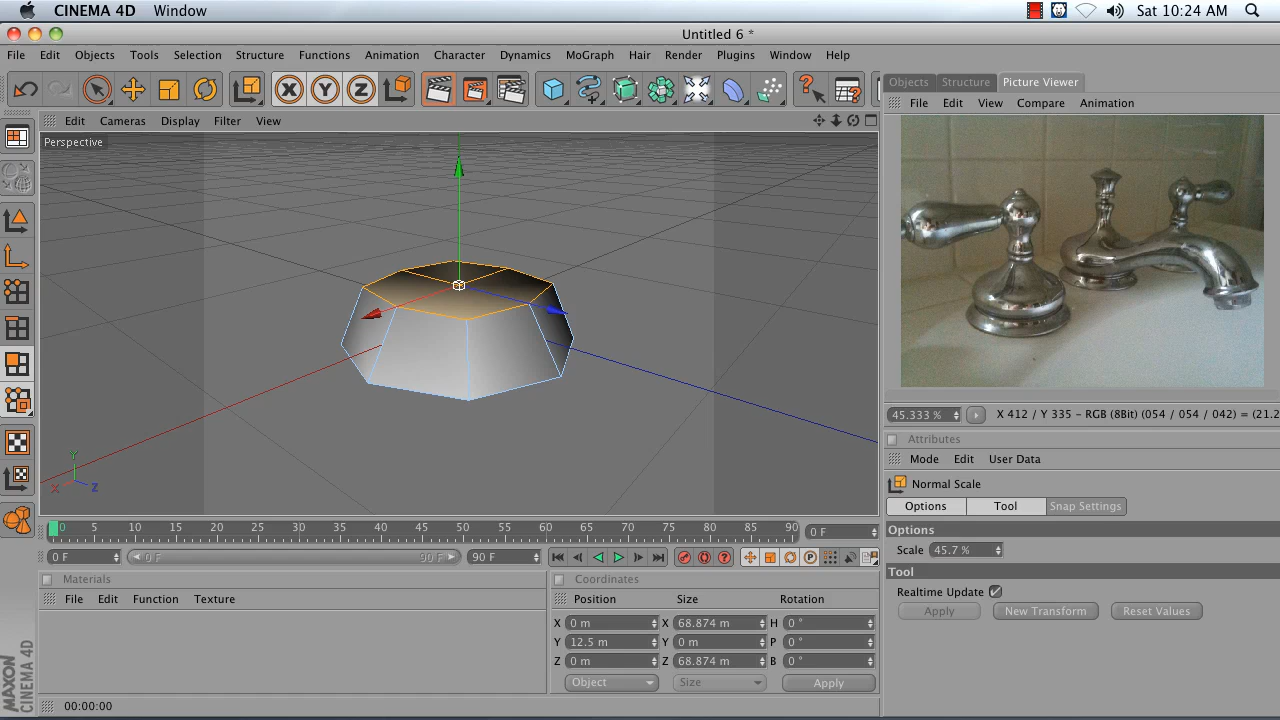 CINEMA 4D Window Sat 10:24 AM
Untitled 6 *
File Edit Objects Tools Selection Structure Functions Animation Character Dynamics MoGraph Hair Render Plugins Window Help
X Y Z
Objects Structure Picture Viewer
File Edit View Compare Animation
Edit Cameras Display Filter View
Perspective
Y
X Z
45.333 % X 412 / Y 335 - RGB (8Bit) (054 / 054 / 042) = (21.2
Attributes
Mode Edit User Data
Normal Scale
Options Tool Snap Settings
Options
Scale 45.7 %
Tool
Realtime Update
Apply New Transform Reset Values
0 5 10 15 20 25 30 35 40 45 50 55 60 65 70 75 80 85 90 0 F
0 F 0 F 90 F 90 F ? P
Materials
File Edit Function Texture
Coordinates
Position Size Rotation
X 0 m X 68.874 m H 0 °
Y 12.5 m Y 0 m P 0 °
Z 0 m Z 68.874 m B 0 °
Object Size Apply
MAXON
CINEMA 4D
00:00:00